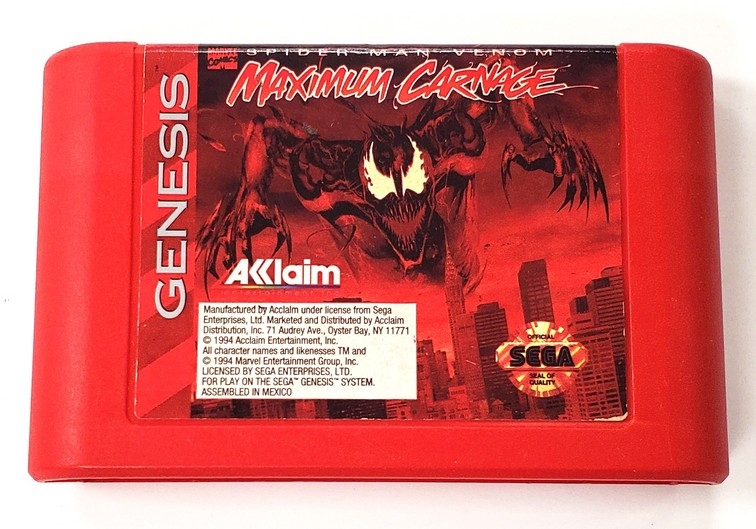 MARVEL
COMICS
SPIDER-MAN VENOM
MAXIMUM CARNAGE
GENESIS
AKklaim
entertainment inc.
Manufactured by Acclaim under license from Sega
Enterprises, Ltd. Marketed and Distributed by Acclaim
Distribution, Inc. 71 Audrey Ave., Oyster Bay, NY 11771
© 1994 Acclaim Entertainment, Inc.
All character names and likenesses TM and
© 1994 Marvel Entertainment Group, Inc.
LICENSED BY SEGA ENTERPRISES, LTD.
FOR PLAY ON THE SEGA™ GENESIS™ SYSTEM.
ASSEMBLED IN MEXICO
OFFICIAL
SEGA
SEAL OF
QUALITY